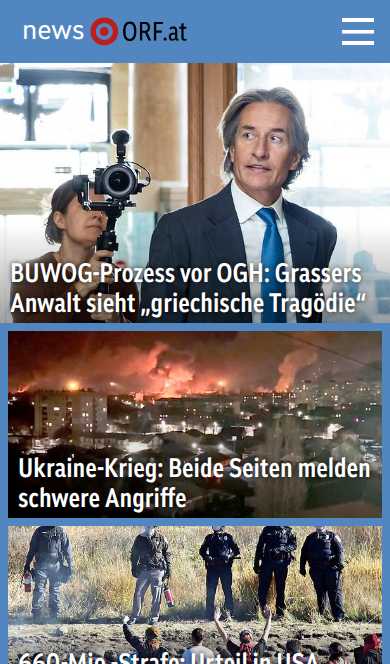 news ORF.at
BUWOG-Prozess vor OGH: Grassers
Anwalt sieht „griechische Tragödie“
Ukraine-Krieg: Beide Seiten melden
schwere Angriffe
660-Mio.-Strafe: Urteil in USA